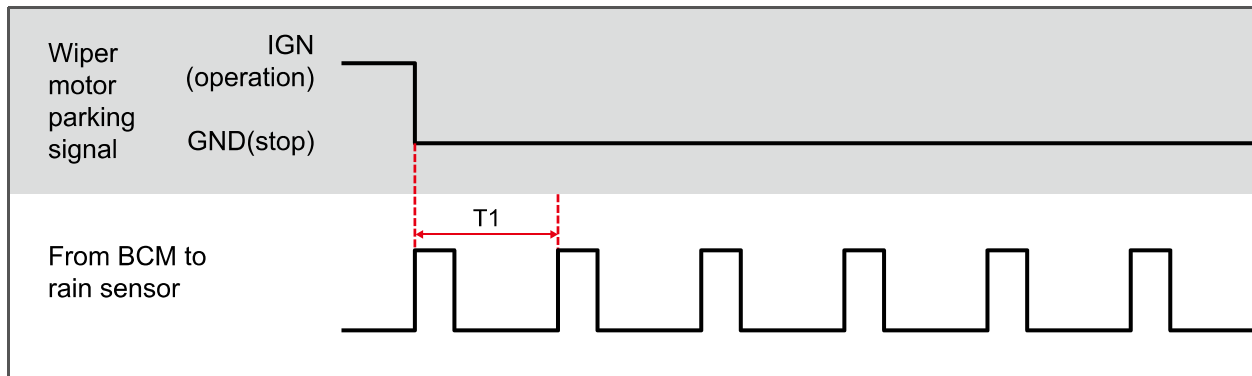 Wiper
motor
parking
signal
IGN
(operation)
GND(stop)
T1
From BCM to
rain sensor